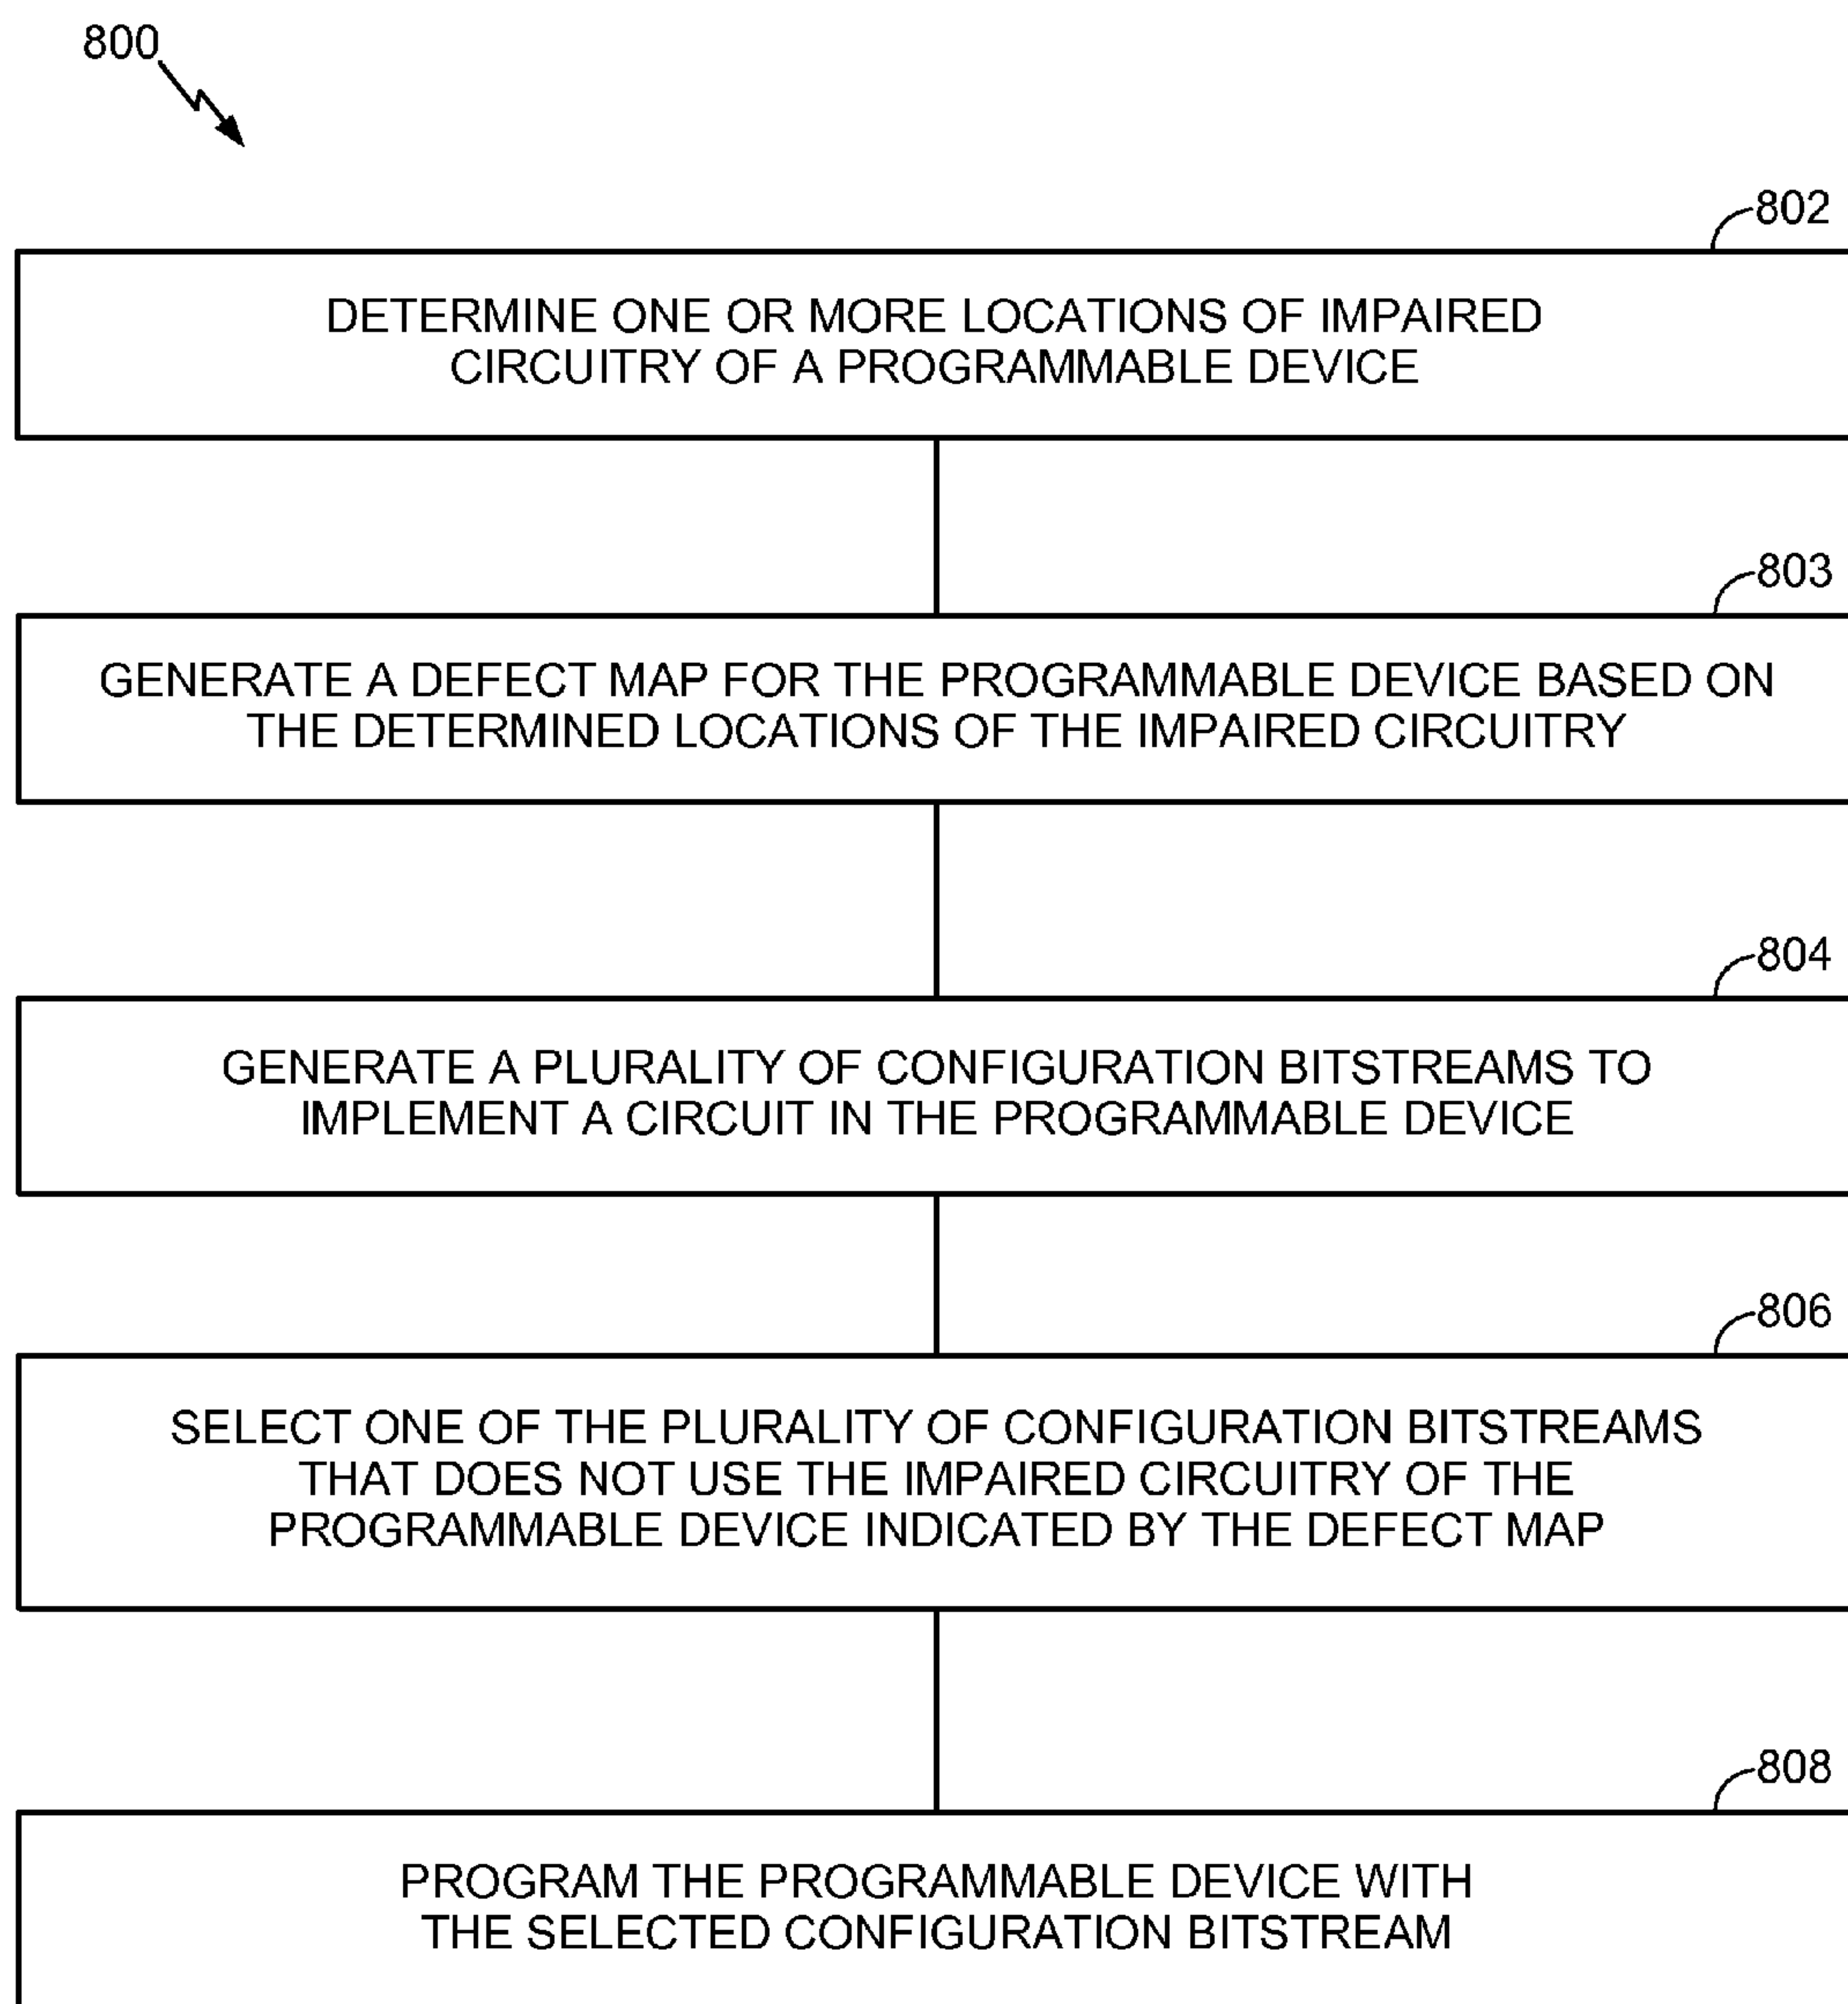 800
802
DETERMINE ONE OR MORE LOCATIONS OF IMPAIRED
CIRCUITRY OF A PROGRAMMABLE DEVICE
803
GENERATE A DEFECT MAP FOR THE PROGRAMMABLE DEVICE BASED ON
THE DETERMINED LOCATIONS OF THE IMPAIRED CIRCUITRY
804
GENERATE A PLURALITY OF CONFIGURATION BITSTREAMS TO
IMPLEMENT A CIRCUIT IN THE PROGRAMMABLE DEVICE
806
SELECT ONE OF THE PLURALITY OF CONFIGURATION BITSTREAMS
THAT DOES NOT USE THE IMPAIRED CIRCUITRY OF THE
PROGRAMMABLE DEVICE INDICATED BY THE DEFECT MAP
808
PROGRAM THE PROGRAMMABLE DEVICE WITH
THE SELECTED CONFIGURATION BITSTREAM